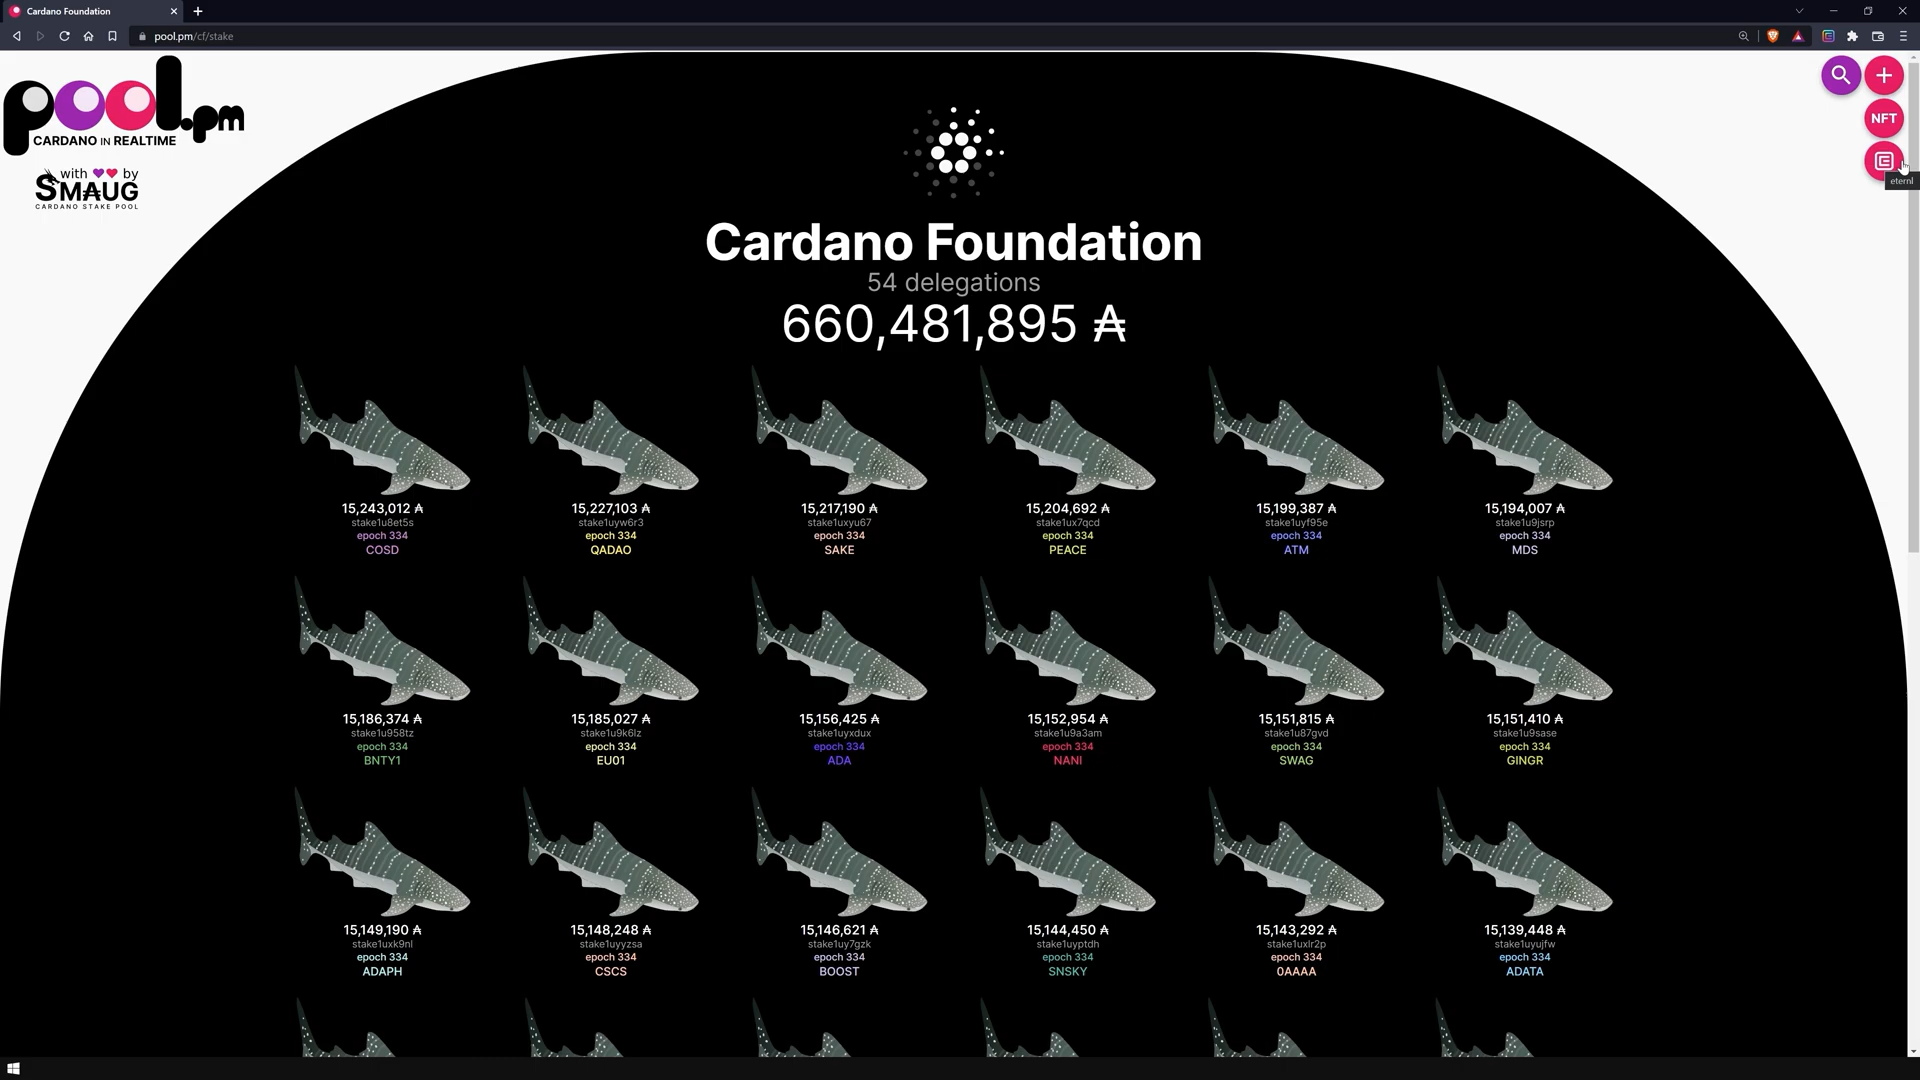 Cardano Foundation
pool.pm/cf/stake
pool.pm
CARDANO IN REALTIME
with by
SMAUG
CARDANO STAKE POOL
NFT
eternl
Cardano Foundation
54 delegations
660,481,895 ₳
15,243,012 ₳
stake1u8et5s
epoch 334
COSD
15,227,103 ₳
stake1uyw6r3
epoch 334
QADAO
15,217,190 ₳
stake1uxyu67
epoch 334
SAKE
15,204,692 ₳
stake1ux7qcd
epoch 334
PEACE
15,199,387 ₳
stake1uyf95e
epoch 334
ATM
15,194,007 ₳
stake1u9jsrp
epoch 334
MDS
15,186,374 ₳
stake1u958tz
epoch 334
BNTY1
15,185,027 ₳
stake1u9k6lz
epoch 334
EU01
15,156,425 ₳
stake1uyxdux
epoch 334
ADA
15,152,954 ₳
stake1u9a3am
epoch 334
NANI
15,151,815 ₳
stake1u87gvd
epoch 334
SWAG
15,151,410 ₳
stake1u9sase
epoch 334
GINGR
15,149,190 ₳
stake1uxk9nl
epoch 334
ADAPH
15,148,248 ₳
stake1uyyzsa
epoch 334
CSCS
15,146,621 ₳
stake1uy7gzk
epoch 334
BOOST
15,144,450 ₳
stake1uyptdh
epoch 334
SNSKY
15,143,292 ₳
stake1uxlr2p
epoch 334
0AAAA
15,139,448 ₳
stake1uyujfw
epoch 334
ADATA